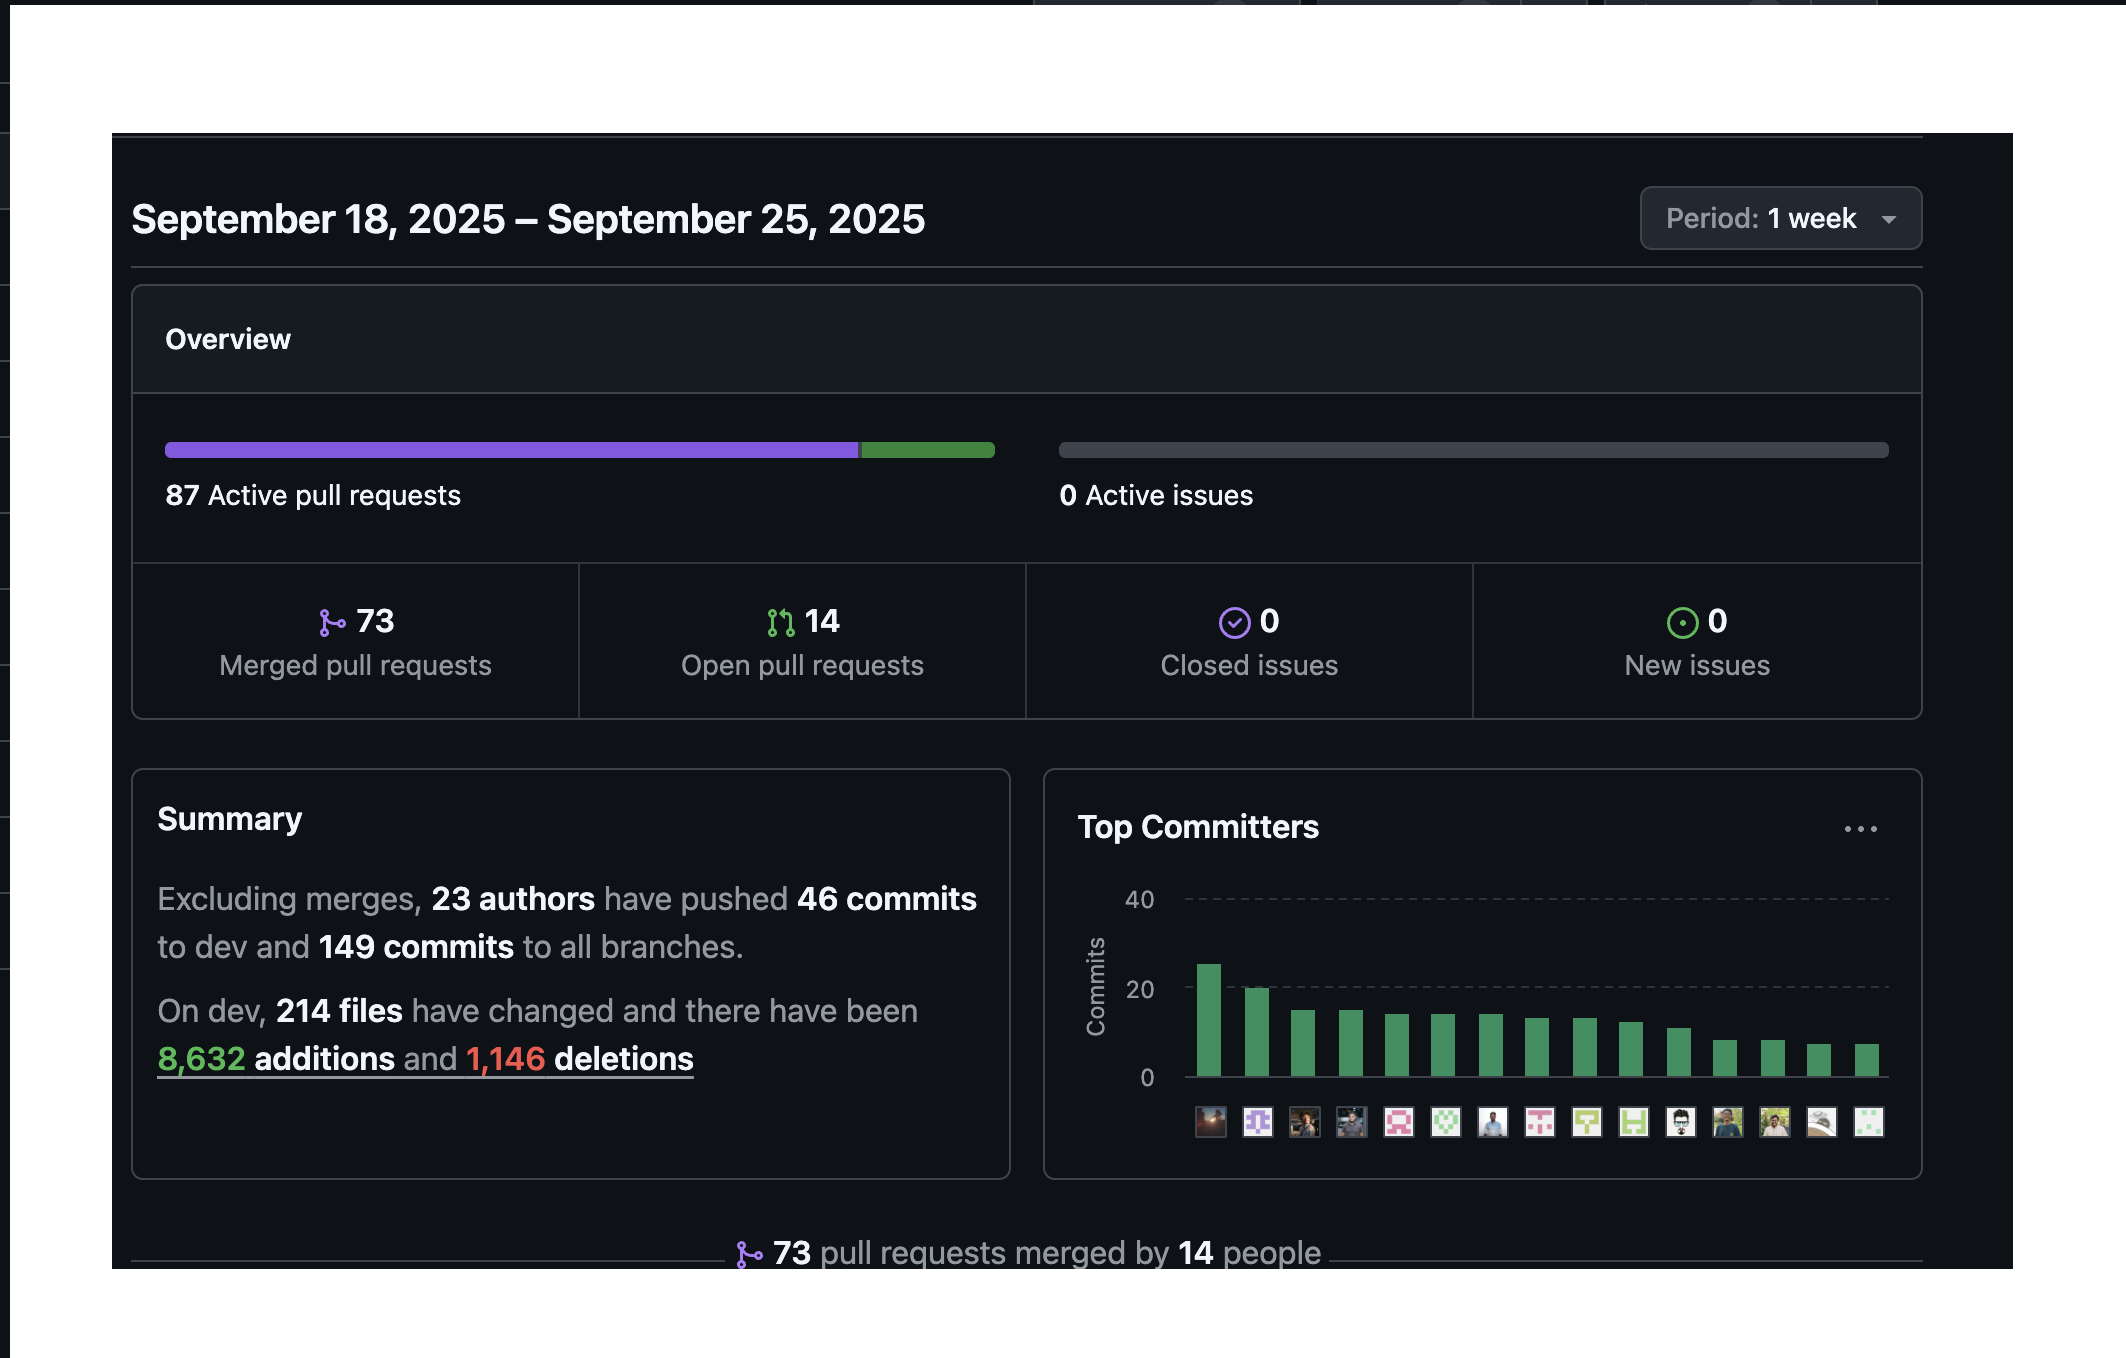 September 18, 2025 – September 25, 2025
Period: 1 week
Overview
87 Active pull requests
0 Active issues
73
Merged pull requests
14
Open pull requests
0
Closed issues
0
New issues
Summary
Excluding merges, 23 authors have pushed 46 commits
to dev and 149 commits to all branches.
On dev, 214 files have changed and there have been
8,632 additions and 1,146 deletions
Top Committers
Commits
40
20
0
73 pull requests merged by 14 people